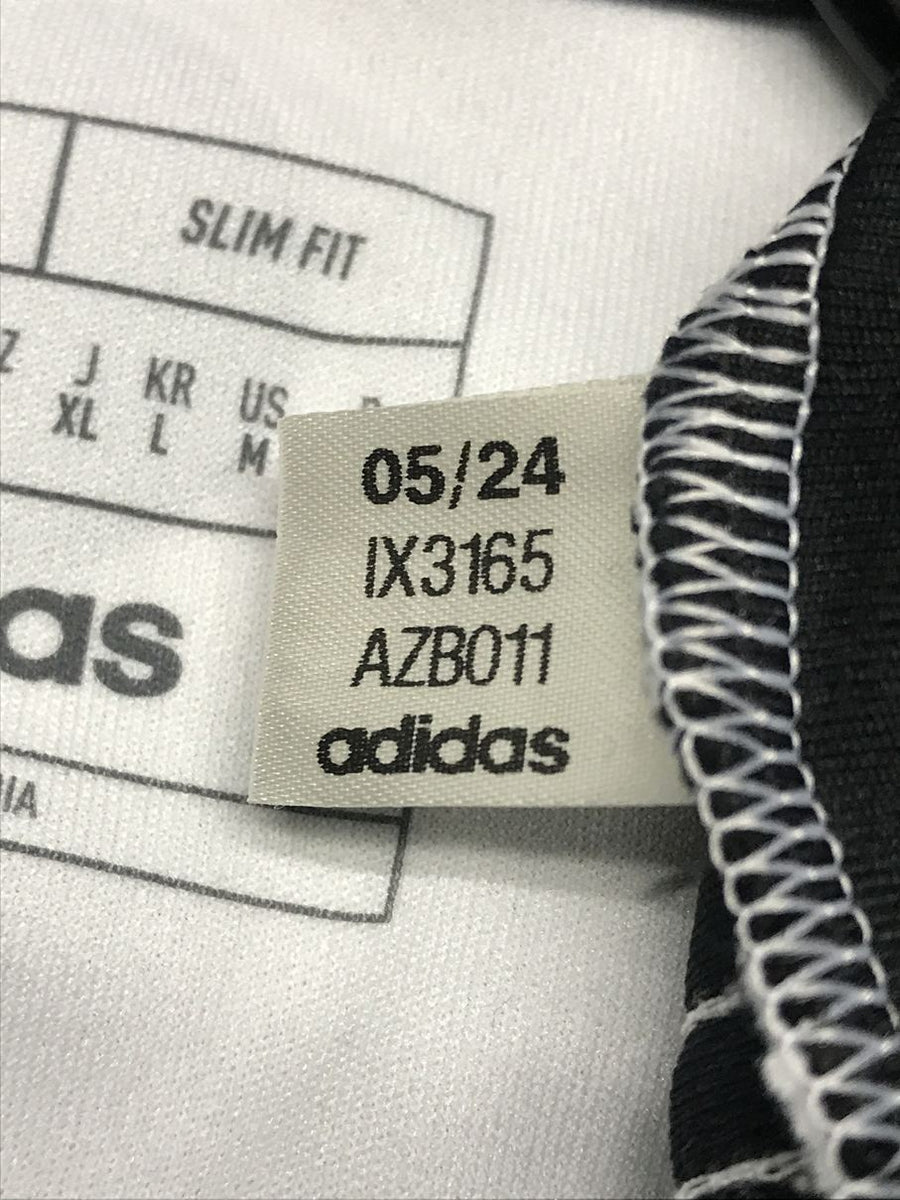 SLIM FIT
J KR US
XL L M
05/24
IX3165
AZB011
adidas